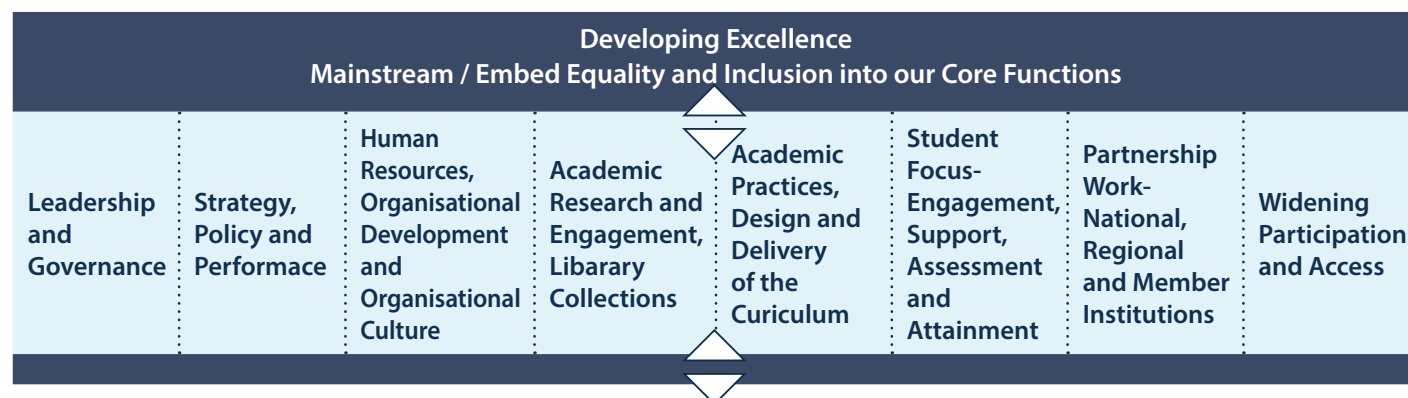 Developing Excellence
Mainstream / Embed Equality and Inclusion into our Core Functions
Leadership
and
Governance
Strategy,
Policy and
Performace
Human
Resources,
Organisational
Development
and
Organisational
Culture
Academic
Research and
Engagement,
Libarary
Collections
Academic
Practices,
Design and
Delivery
of the
Curiculum
Student
Focus-
Engagement,
Support,
Assessment
and
Attainment
Partnership
Work-
National,
Regional
and Member
Institutions
Widening
Participation
and Access